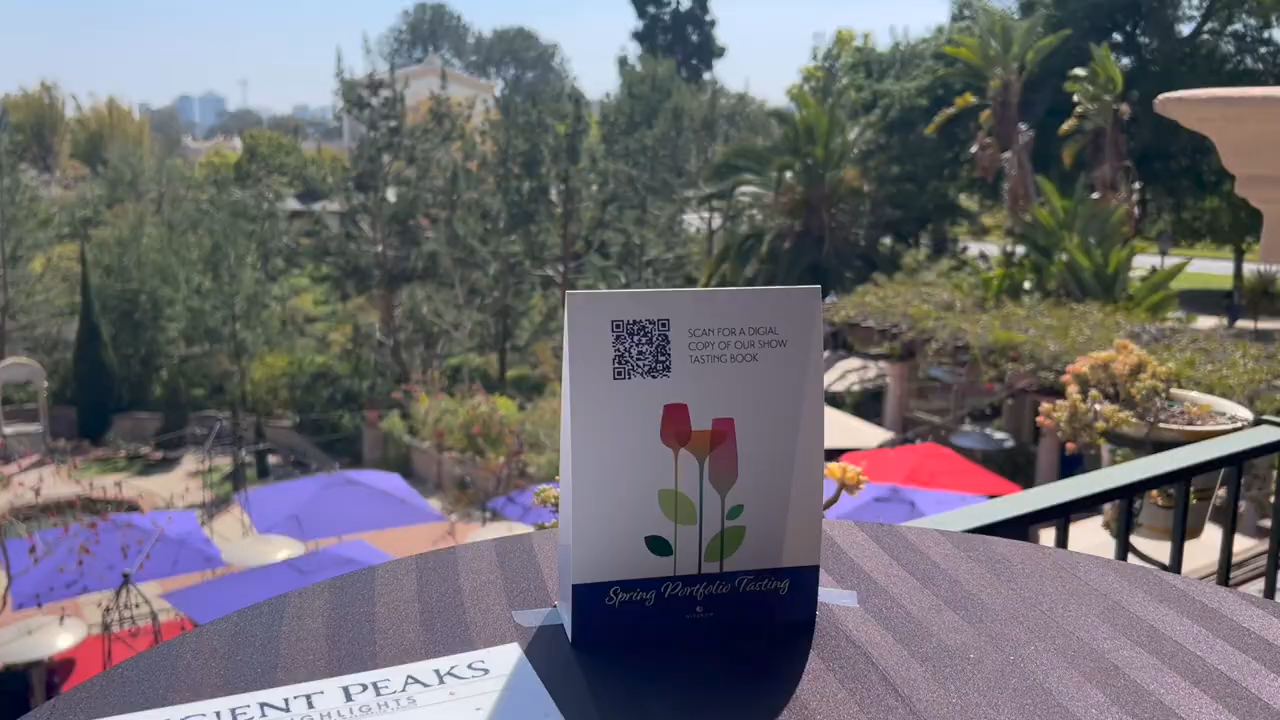 SCAN FOR A DIGIAL
COPY OF OUR SHOW
TASTING BOOK
Spring Portfolio Tasting
CIENT PEAKS
HIGHLIGHTS